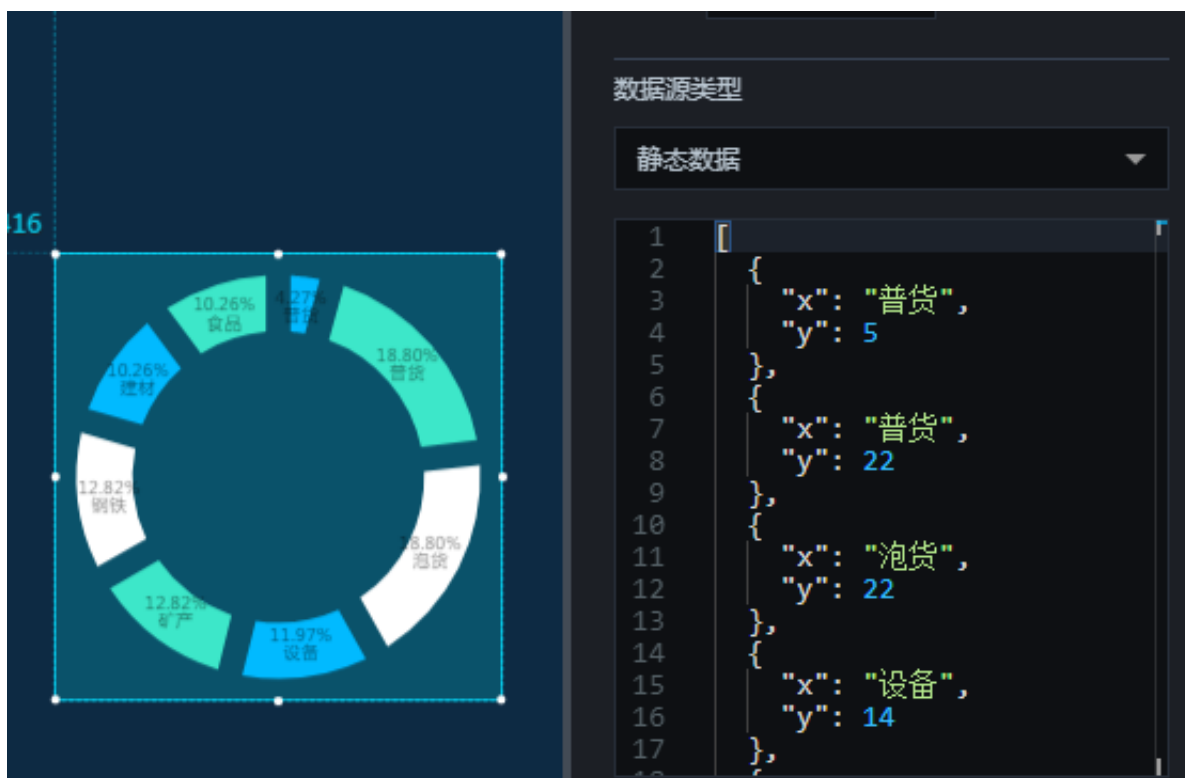 416
4.27%
普货
10.26%
食品
18.80%
普货
10.26%
建材
12.82%
钢铁
18.80%
泡货
12.82%
矿产
11.97%
设备
数据源类型
静态数据
1 [
2 {
3 "x": "普货",
4 "y": 5
5 },
6 {
7 "x": "普货",
8 "y": 22
9 },
10 {
11 "x": "泡货",
12 "y": 22
13 },
14 {
15 "x": "设备",
16 "y": 14
17 },
18 {